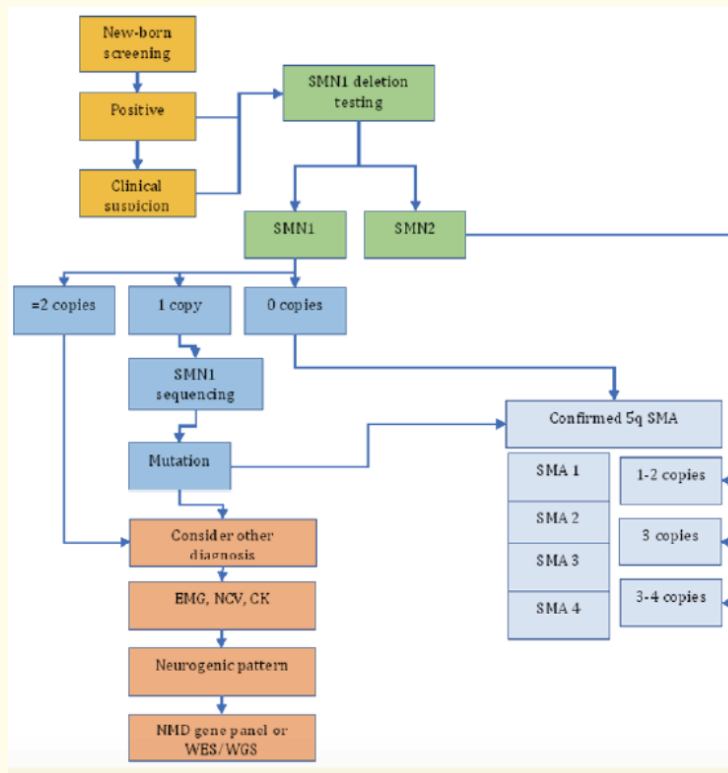 New-born
screening
Positive
Clinical
suspicion
SMN1 deletion
testing
SMN1
SMN2
=2 copies
1 copy
0 copies
SMN1
sequencing
Mutation
Confirmed 5q SMA
SMA 1
SMA 2
SMA 3
SMA 4
1-2 copies
3 copies
3-4 copies
Consider other
diagnosis
EMG, NCV, CK
Neurogenic pattern
NMD gene panel or
WES/WGS